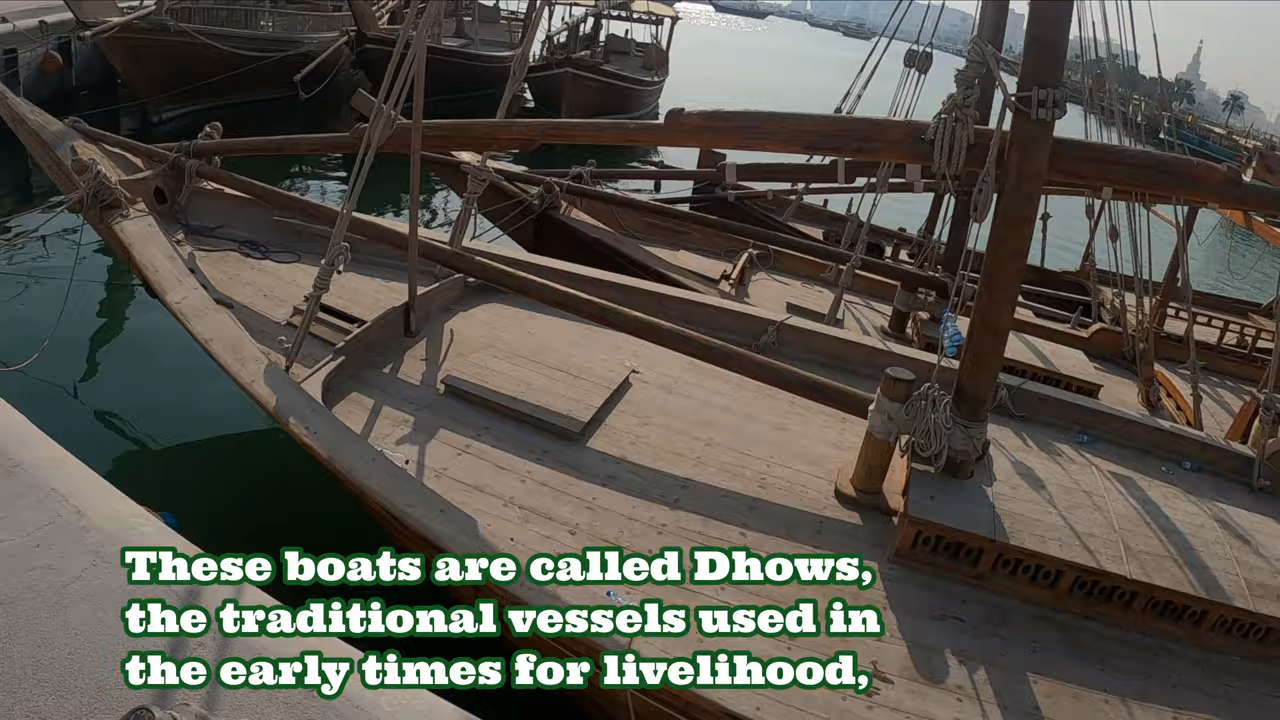 These boats are called Dhows,
the traditional vessels used in
the early times for livelihood,